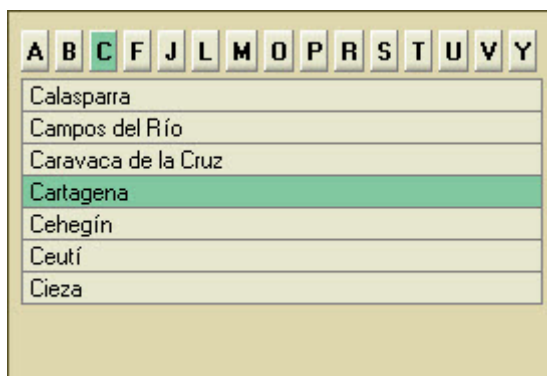 A B C F J L M O P R S T U V Y
Calasparra
Campos del Río
Caravaca de la Cruz
Cartagena
Cehegín
Ceutí
Cieza